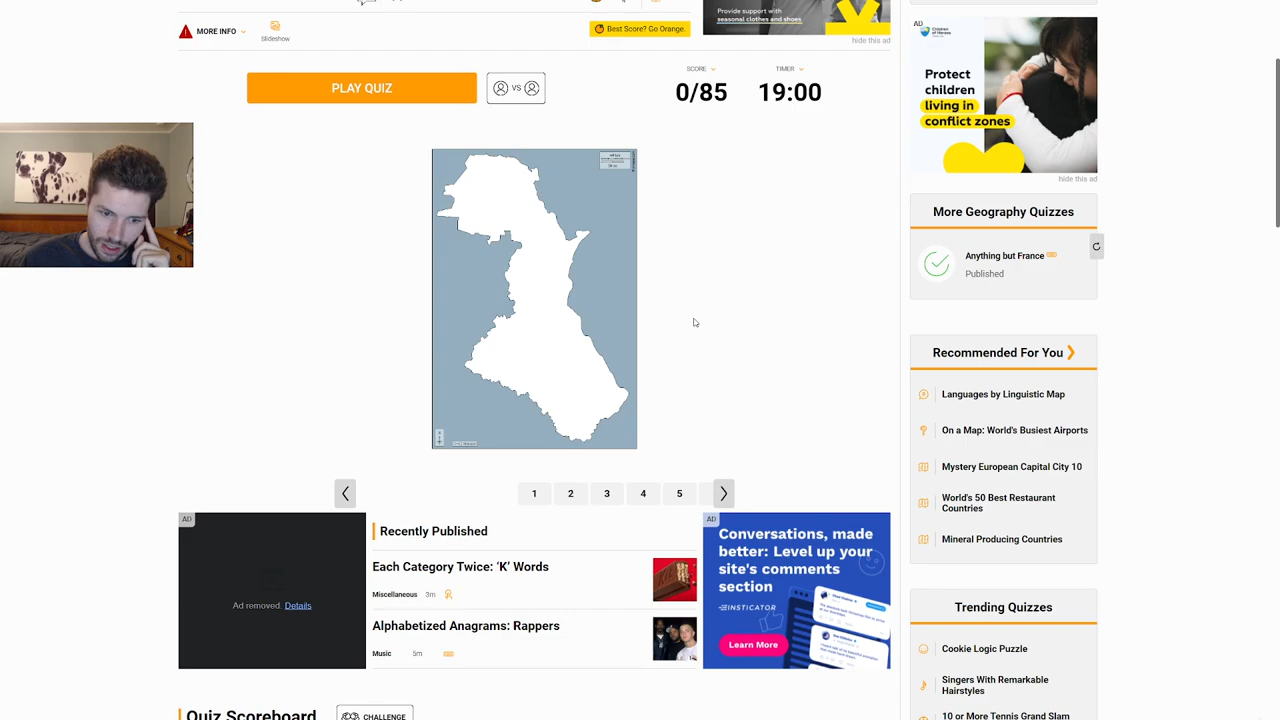 Provide support with
seasonal clothes and shoes
MORE INFO
Slideshow
Best Score? Go Orange.
hide this ad
AD
Children
of Heroes
Protect
children
living in
conflict zones
hide this ad
PLAY QUIZ
VS
SCORE
0/85
TIMER
19:00
More Geography Quizzes
Anything but France
Published
Recommended For You
Languages by Linguistic Map
On a Map: World's Busiest Airports
Mystery European Capital City 10
World's 50 Best Restaurant
Countries
Mineral Producing Countries
1 2 3 4 5
AD
Ad removed. Details
Recently Published
Each Category Twice: ‘K’ Words
Miscellaneous 3m
Alphabetized Anagrams: Rappers
Music 5m
AD
Conversations, made
better: Level up your
site's comments
section
INSTICATOR
Learn More
Trending Quizzes
Cookie Logic Puzzle
Singers With Remarkable
Hairstyles
10 or More Tennis Grand Slam
Quiz Scoreboard
CHALLENGE